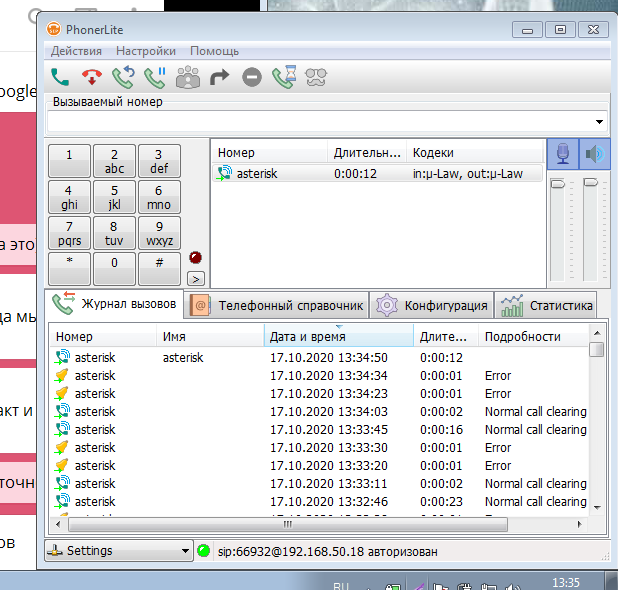 PhonerLite
Действия Настройки Помощь
oogle
Вызываемый номер
1 2 abc 3 def
4 ghi 5 jkl 6 mno
7 pqrs 8 tuv 9 wxyz
* 0 # >
Номер Длительн... Кодеки
asterisk 0:00:12 in:µ-Law, out:µ-Law
а это
да мы
акт и
точн
ов
Журнал вызовов @ Телефонный справочник Конфигурация Статистика
Номер Имя Дата и время Длите... Подробности
asterisk asterisk 17.10.2020 13:34:50 0:00:12
asterisk 17.10.2020 13:34:34 0:00:01 Error
asterisk 17.10.2020 13:34:23 0:00:01 Error
asterisk 17.10.2020 13:34:03 0:00:02 Normal call clearing
asterisk 17.10.2020 13:33:45 0:00:16 Normal call clearing
asterisk 17.10.2020 13:33:30 0:00:01 Error
asterisk 17.10.2020 13:33:20 0:00:01 Error
asterisk 17.10.2020 13:33:11 0:00:02 Normal call clearing
asterisk 17.10.2020 13:32:46 0:00:23 Normal call clearing
Settings sip:66932@192.168.50.18 авторизован
RU 13:35